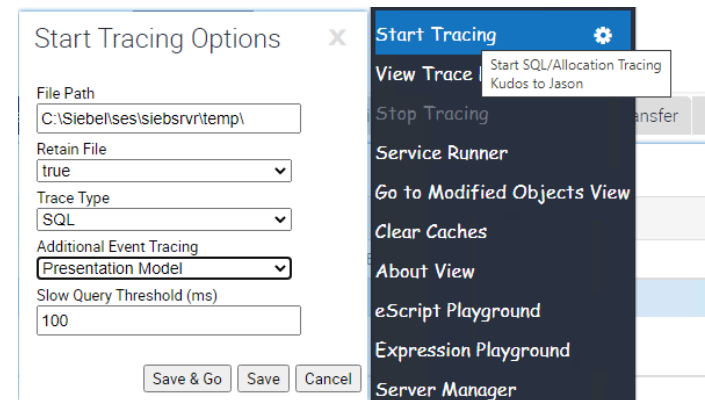 Start Tracing Options
X
File Path
C:\Siebel\ses\siebsrvr\temp\
Retain File
true
Trace Type
SQL
Additional Event Tracing
Presentation Model
Slow Query Threshold (ms)
100
Save & Go
Save
Cancel
Start Tracing
Start SQL/Allocation Tracing
Kudos to Jason
View Trace
Stop Tracing
Service Runner
Go to Modified Objects View
Clear Caches
About View
eScript Playground
Expression Playground
Server Manager